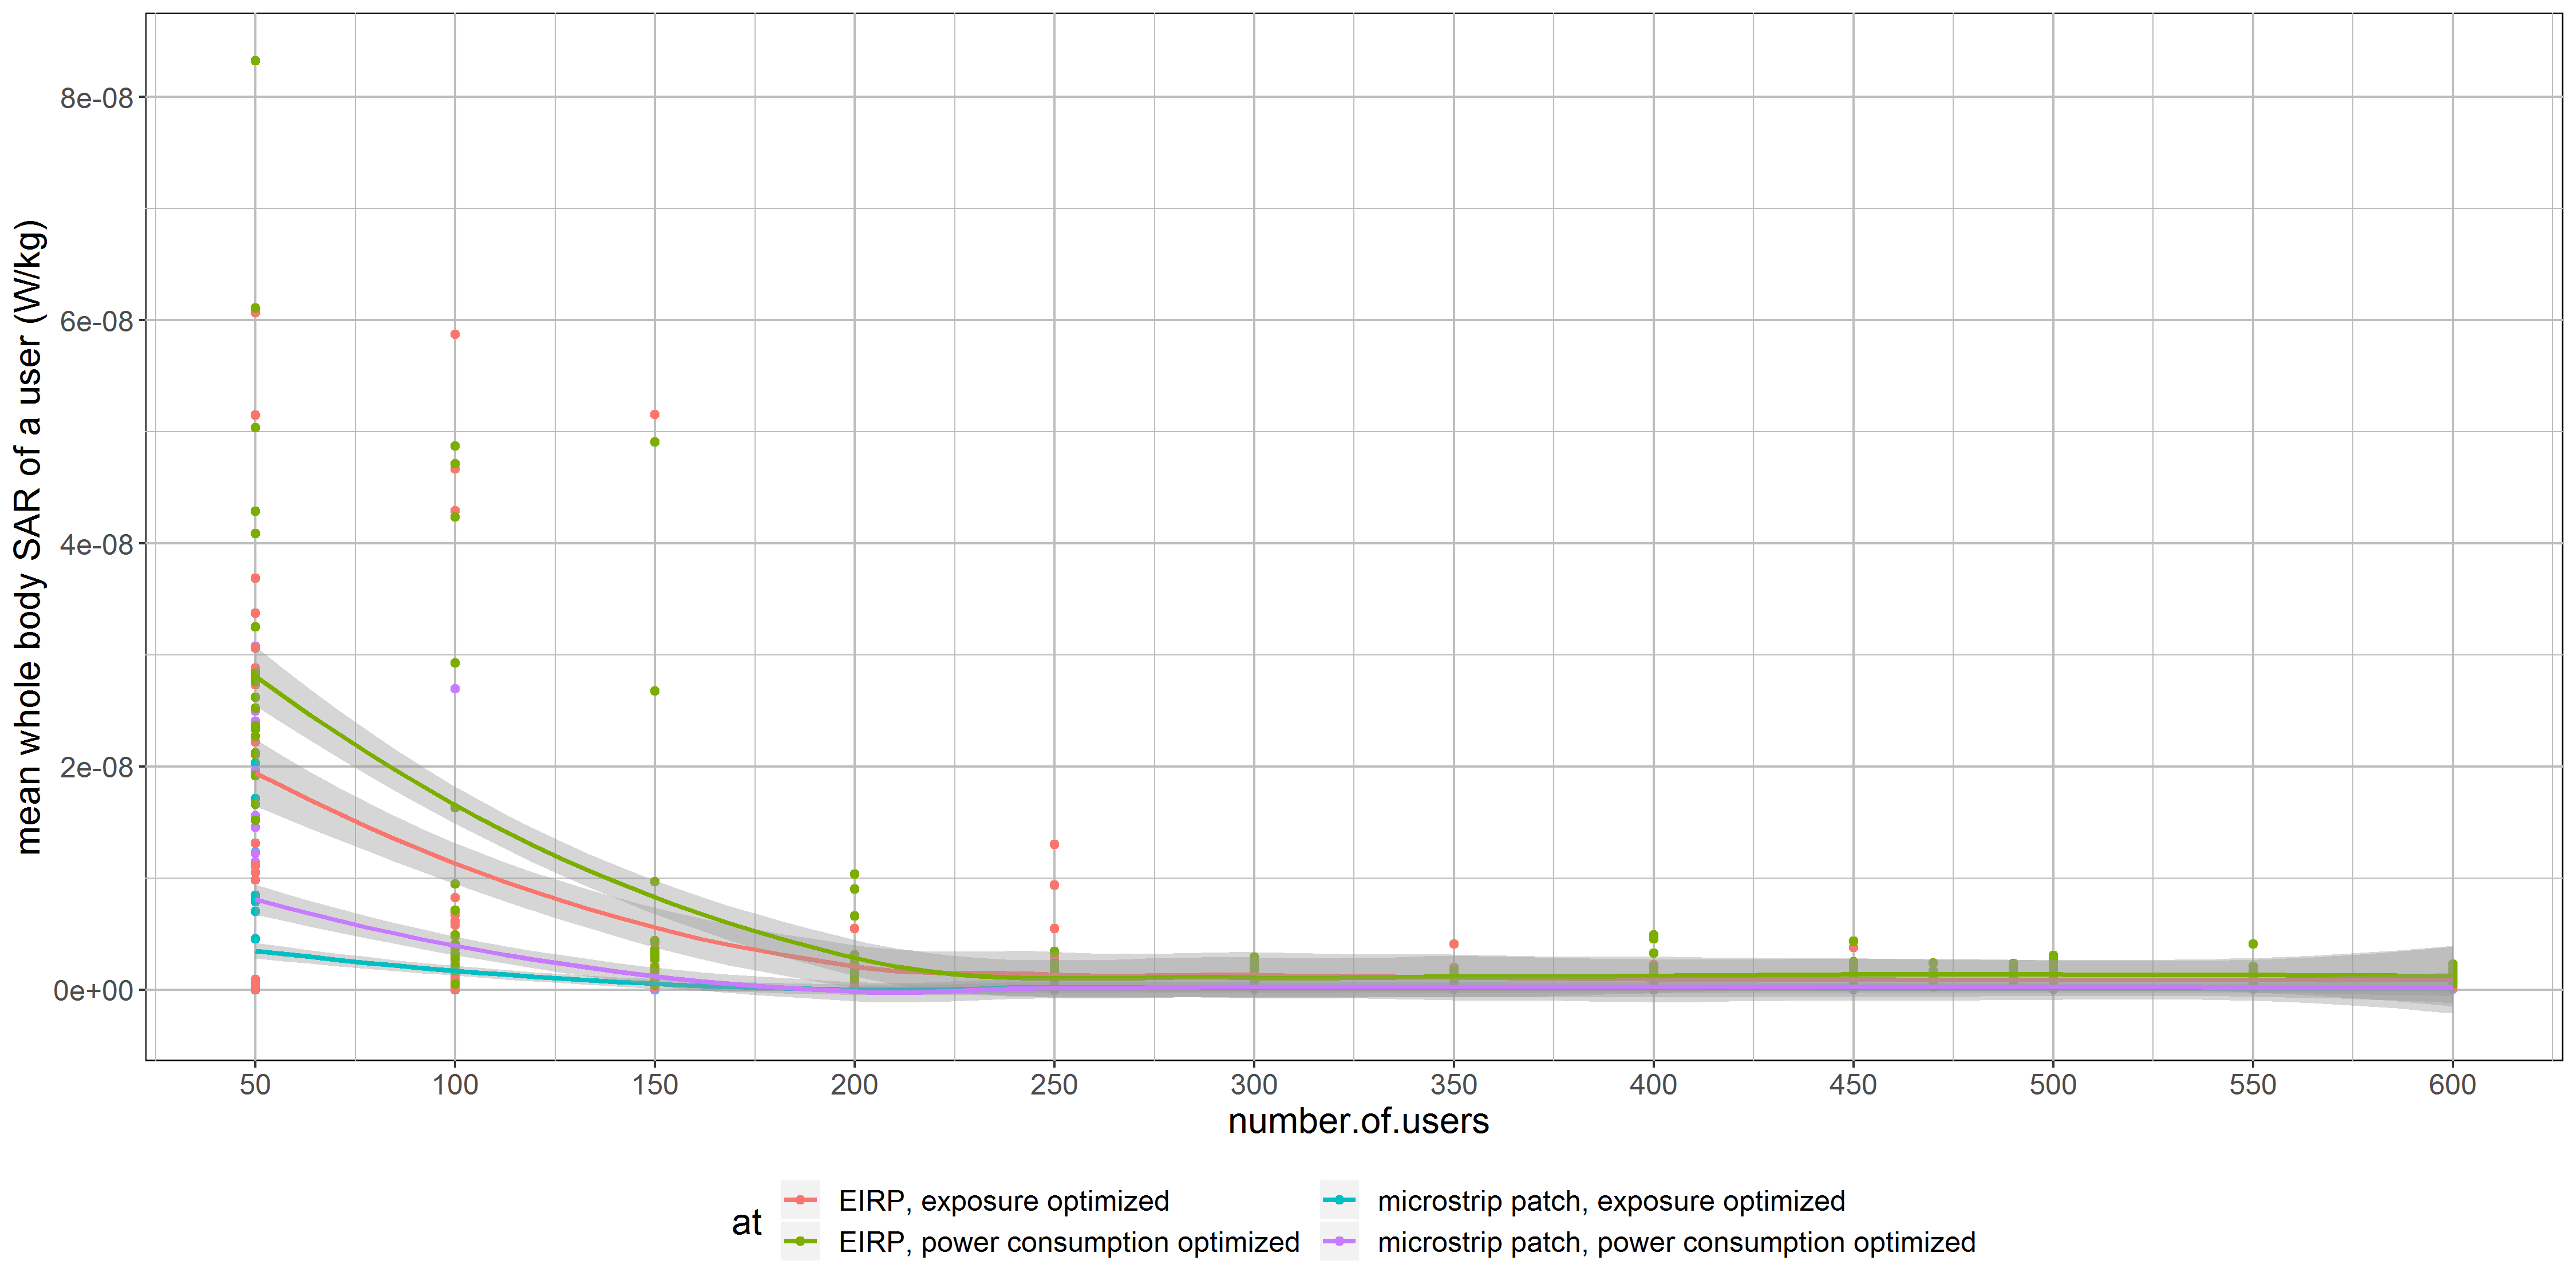 mean whole body SAR of a user (W/kg)
8e-08
6e-08
4e-08
2e-08
0e+00
50 100 150 200 250 300 350 400 450 500 550 600
number.of.users
at
EIRP, exposure optimized
EIRP, power consumption optimized
microstrip patch, exposure optimized
microstrip patch, power consumption optimized